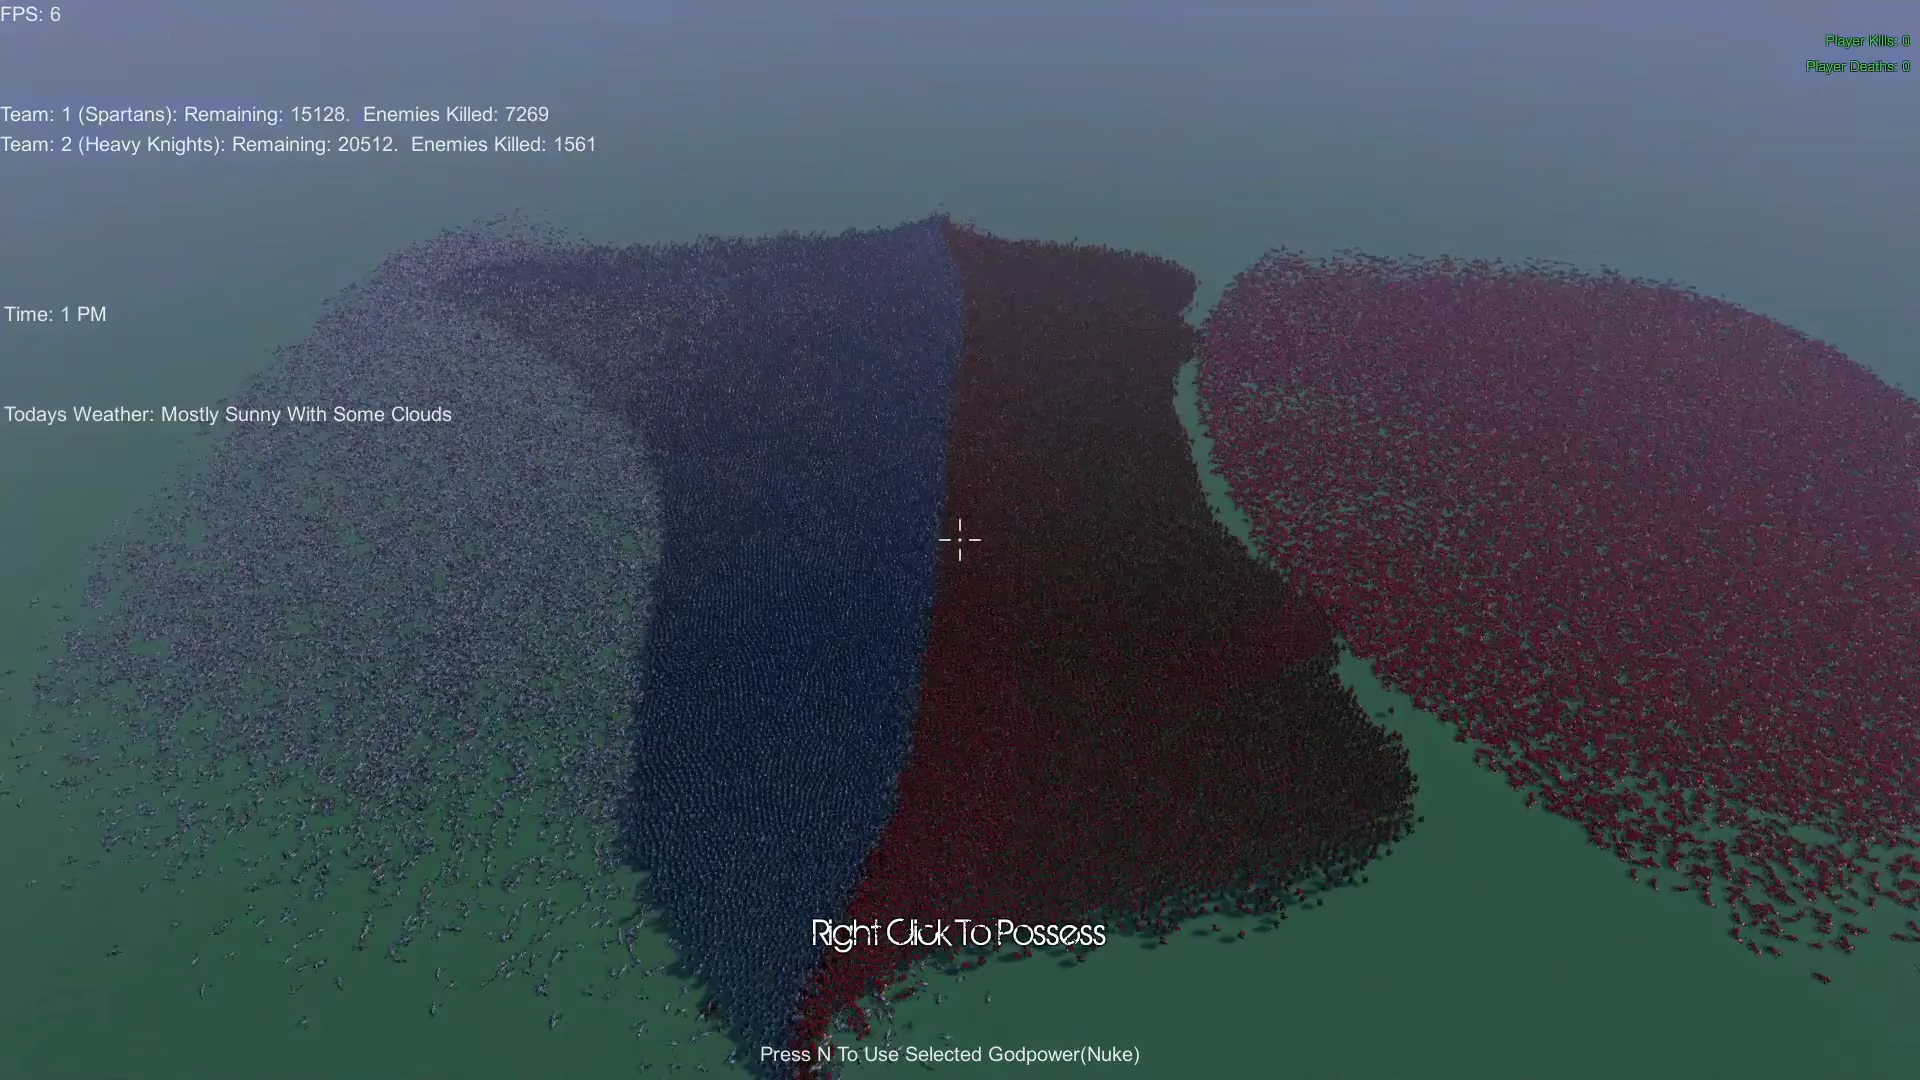 FPS: 6
Player Kills: 0
Player Deaths: 0
Team: 1 (Spartans): Remaining: 15128.  Enemies Killed: 7269
Team: 2 (Heavy Knights): Remaining: 20512.  Enemies Killed: 1561
Time: 1 PM
Todays Weather: Mostly Sunny With Some Clouds
Right Click To Possess
Press N To Use Selected Godpower(Nuke)